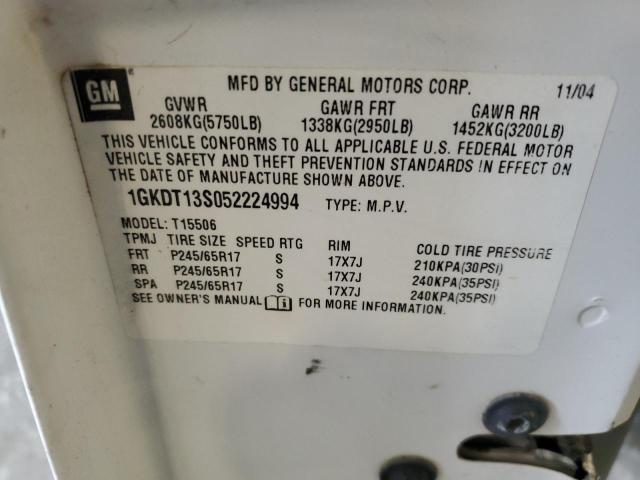 GM
MFD BY GENERAL MOTORS CORP. 11/04
GVWR GAWR FRT GAWR RR
2608KG(5750LB) 1338KG(2950LB) 1452KG(3200LB)
THIS VEHICLE CONFORMS TO ALL APPLICABLE U.S. FEDERAL MOTOR
VEHICLE SAFETY AND THEFT PREVENTION STANDARDS IN EFFECT ON
THE DATE OF MANUFACTURE SHOWN ABOVE.
1GKDT13S052224994 TYPE: M.P.V.
MODEL: T15506
TPMJ TIRE SIZE SPEED RTG RIM COLD TIRE PRESSURE
FRT P245/65R17 S 17X7J 210KPA(30PSI)
RR P245/65R17 S 17X7J 240KPA(35PSI)
SPA P245/65R17 S 17X7J 240KPA(35PSI)
SEE OWNER'S MANUAL i FOR MORE INFORMATION.